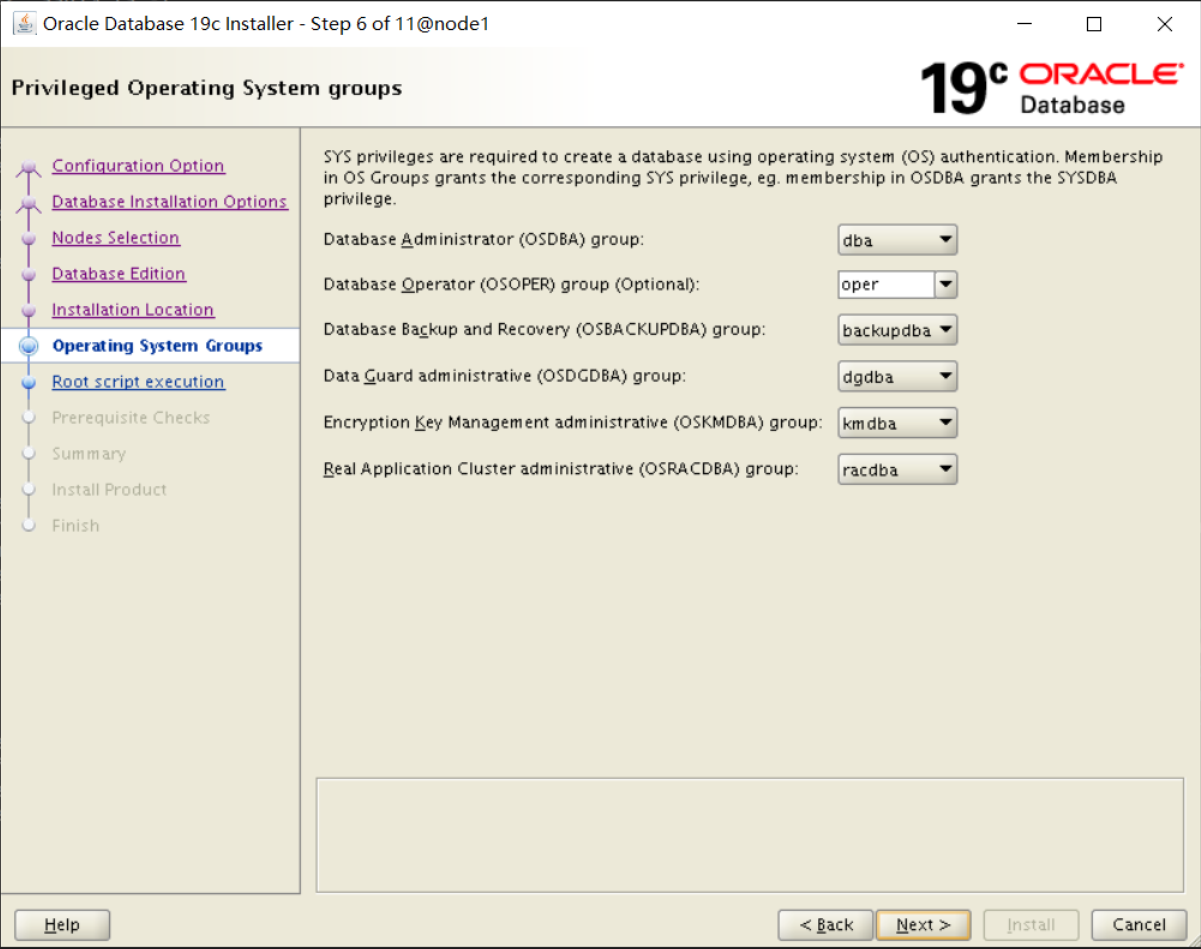 Oracle Database 19c Installer - Step 6 of 11@node1
Privileged Operating System groups
19c ORACLE
Database
Configuration Option
Database Installation Options
Nodes Selection
Database Edition
Installation Location
Operating System Groups
Root script execution
Prerequisite Checks
Summary
Install Product
Finish
SYS privileges are required to create a database using operating system (OS) authentication. Membership
in OS Groups grants the corresponding SYS privilege, eg. membership in OSDBA grants the SYSDBA
privilege.
Database Administrator (OSDBA) group: dba
Database Operator (OSOPER) group (Optional): oper
Database Backup and Recovery (OSBACKUPDBA) group: backupdba
Data Guard administrative (OSDGDBA) group: dgdba
Encryption Key Management administrative (OSKMDBA) group: kmdba
Real Application Cluster administrative (OSRACDBA) group: racdba
Help < Back Next > Install Cancel